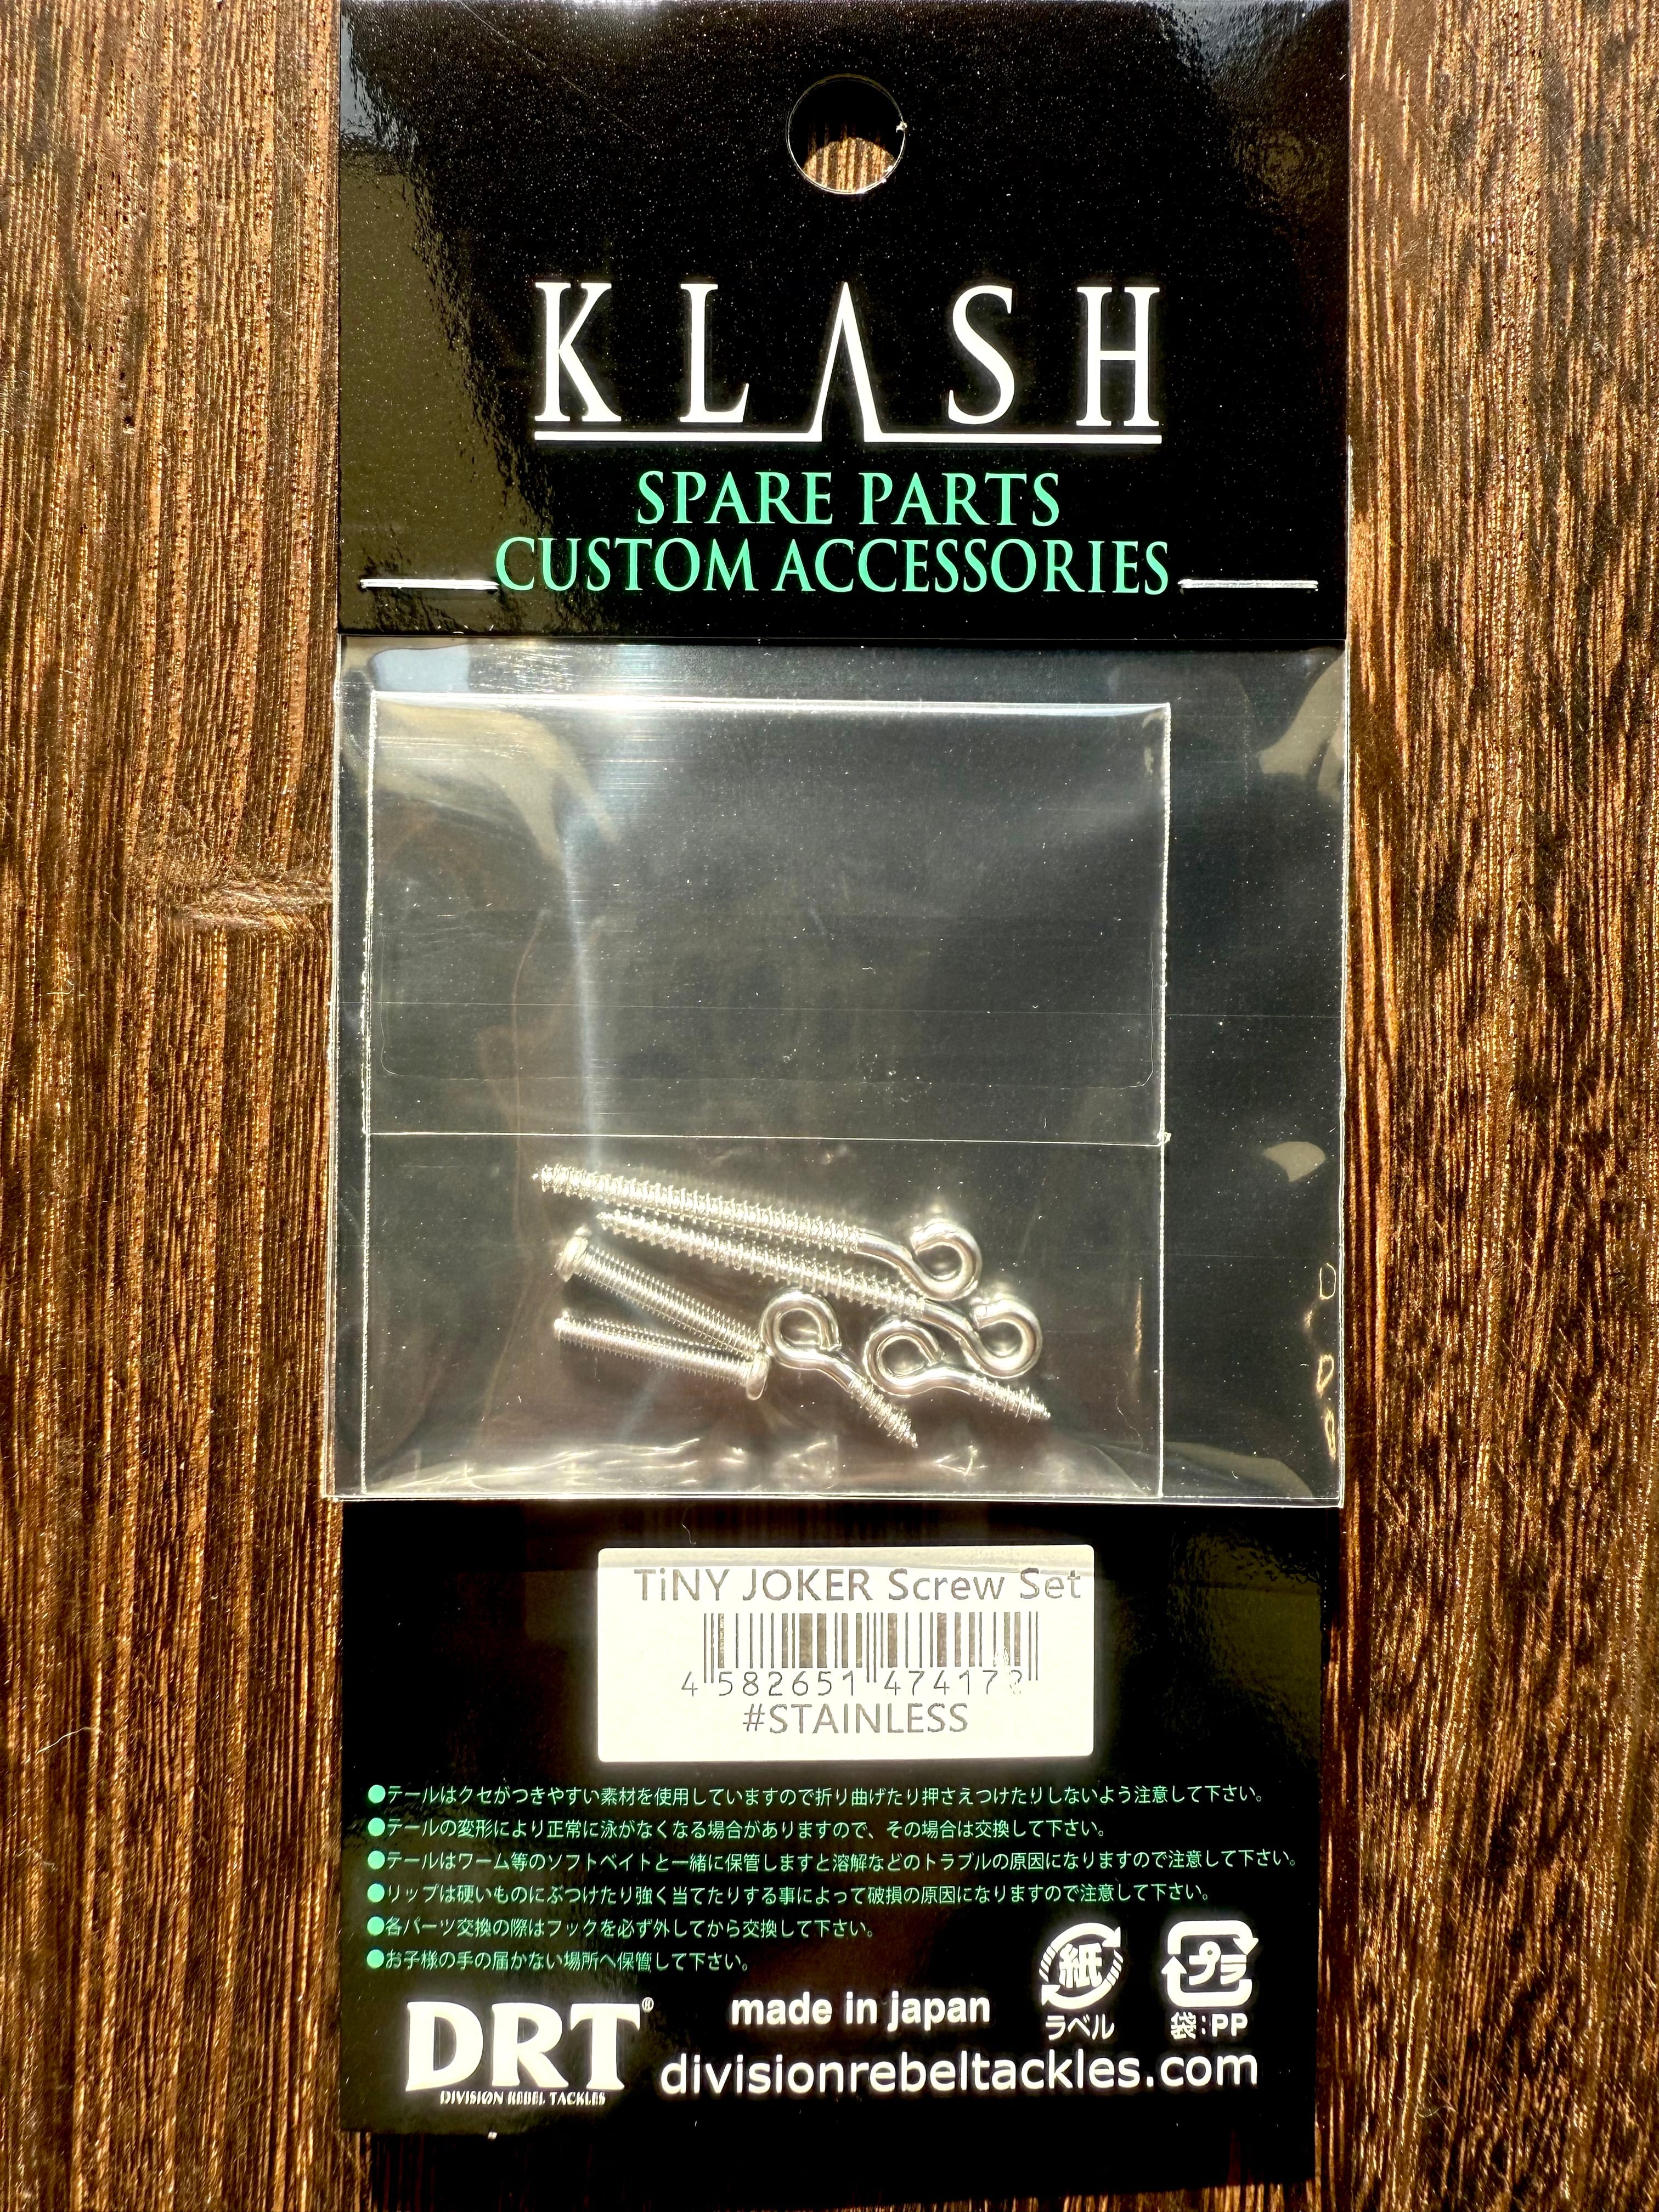 KLASH
SPARE PARTS
CUSTOM ACCESSORIES
TiNY JOKER Screw Set
4 582651 474172
#STAINLESS
●テールはクセがつきやすい素材を使用していますので折り曲げたり押さえつけたりしないよう注意して下さい。
●テールの変形により正常に泳がなくなる場合がありますので、その場合は交換して下さい。
●テールはワーム等のソフトベイトと一緒に保管しますと溶解などのトラブルの原因になりますので注意して下さい。
●リップは硬いものにぶつけたり強く当てたりする事によって破損の原因になりますので注意して下さい。
●各パーツ交換の際はフックを必ず外してから交換して下さい。
●お子様の手の届かない場所へ保管して下さい。
紙
ラベル
プラ
袋:PP
DRT®
DIVISION REBEL TACKLES
made in japan
divisionrebeltackles.com